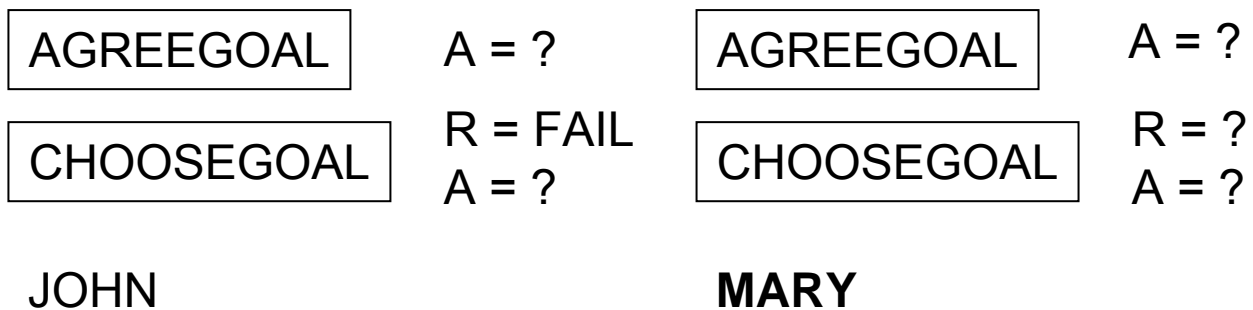 AGREEGOAL A = ? AGREEGOAL A = ?
R = FAIL R = ?
CHOOSEGOAL CHOOSEGOAL
A = ? A = ?
JOHN MARY